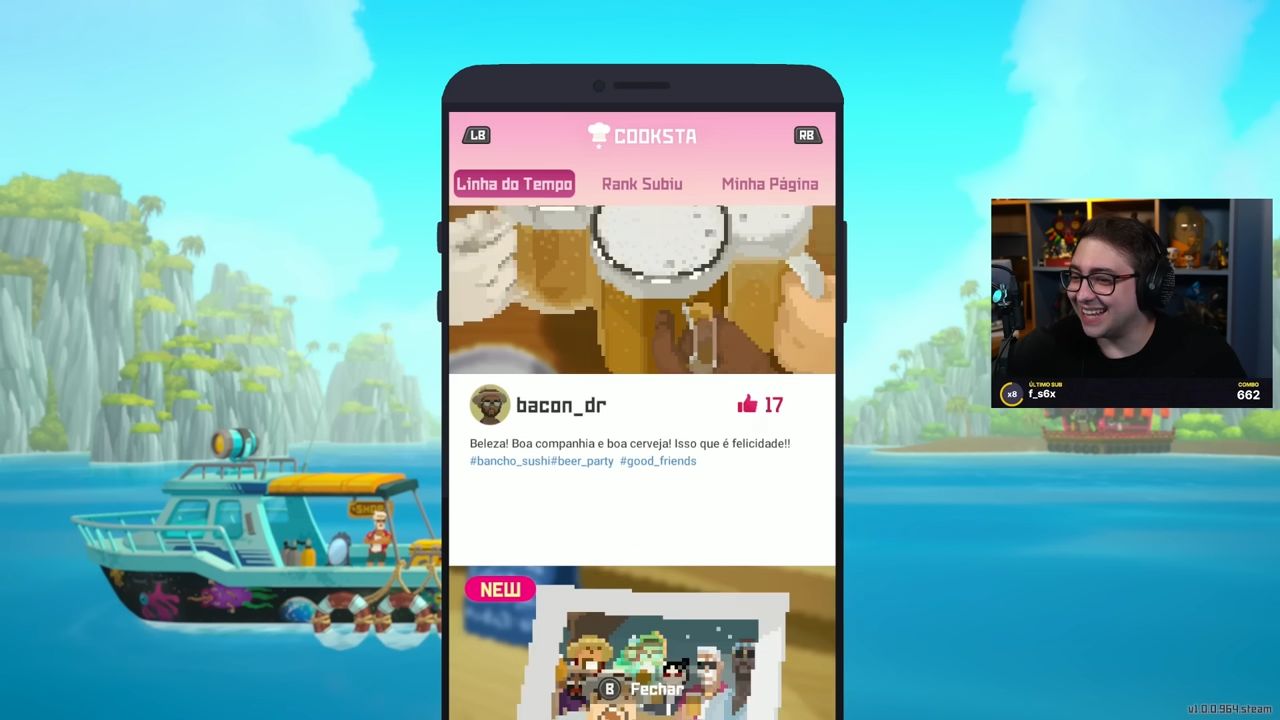 LB
COOKSTA
RB
Linha do Tempo
Rank Subiu
Minha Página
bacon_dr
17
Beleza! Boa companhia e boa cerveja! Isso que é felicidade!!
#bancho_sushi#beer_party #good_friends
SHOP
NEW
B Fechar
x8
ÚLTIMO SUB
f_s6x
COMBO
662
v1.0.0.964.steam